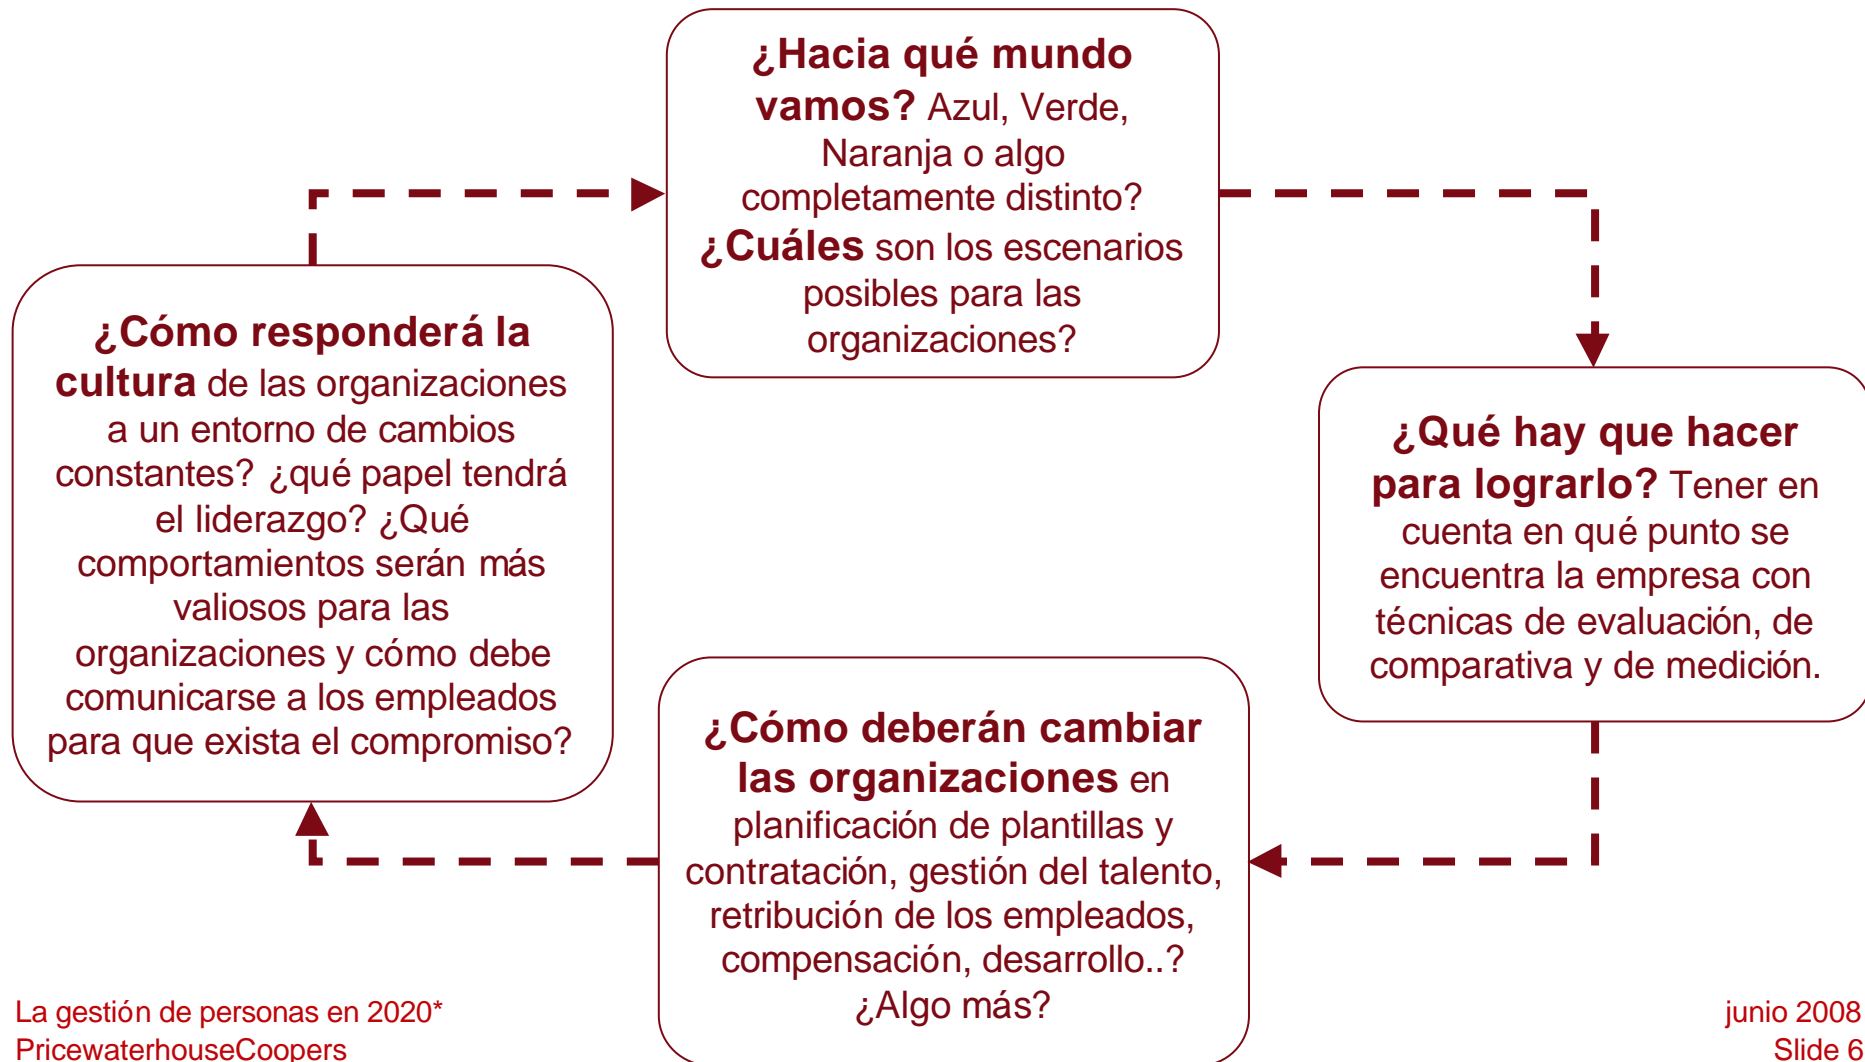 ¿Hacia qué mundo
vamos? Azul, Verde,
Naranja o algo
completamente distinto?
¿Cuáles son los escenarios
posibles para las
organizaciones?
¿Qué hay que hacer
para lograrlo? Tener en
cuenta en qué punto se
encuentra la empresa con
técnicas de evaluación, de
comparativa y de medición.
¿Cómo deberán cambiar
las organizaciones en
planificación de plantillas y
contratación, gestión del talento,
retribución de los empleados,
compensación, desarrollo..?
¿Algo más?
¿Cómo responderá la
cultura de las organizaciones
a un entorno de cambios
constantes? ¿qué papel tendrá
el liderazgo? ¿Qué
comportamientos serán más
valiosos para las
organizaciones y cómo debe
comunicarse a los empleados
para que exista el compromiso?
La gestión de personas en 2020*
PricewaterhouseCoopers
junio 2008
Slide 6